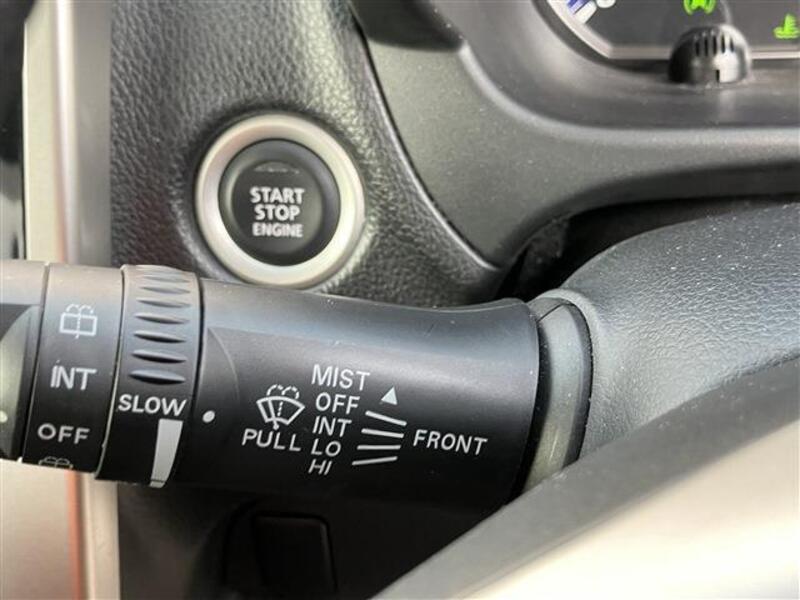 START
STOP
ENGINE
INT
OFF
SLOW
PULL
MIST
OFF
INT
LO
HI
FRONT